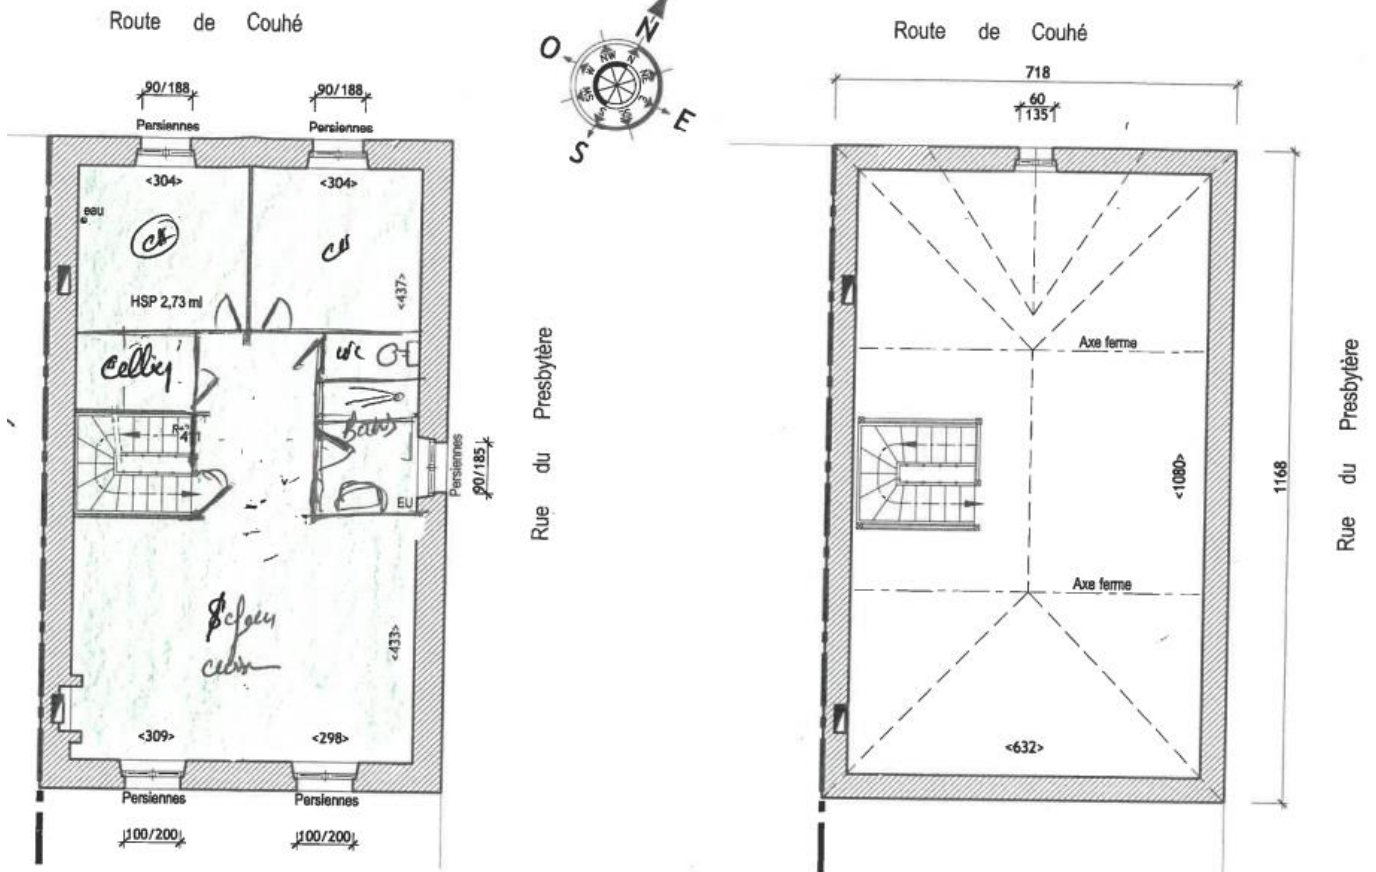 Route de Couhé
90/188
90/188
Persiennes
Persiennes
<304>
<304>
eau
ch
ch
<437>
HSP 2,73 ml
Cellier
wc
Bains
EU
Persiennes
90/185
Séjour
cuisine
<433>
<309>
<298>
Persiennes
Persiennes
100/200
100/200
Rue du Presbytère
N
O
E
S
Route de Couhé
718
60
135
Axe ferme
<1080>
1168
Axe ferme
<632>
Rue du Presbytère